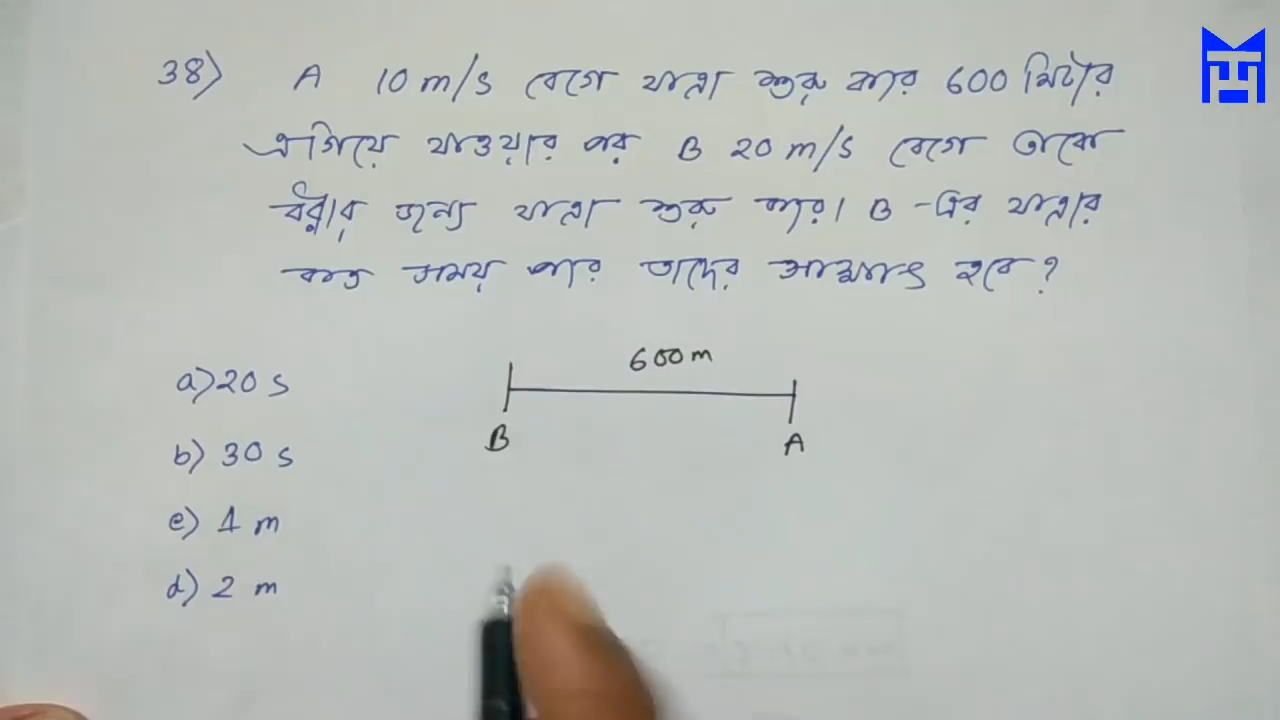 38) A 10 m/s বেগে যাত্রা শুরু করে 600 মিটার
এগিয়ে যাওয়ার পর B 20 m/s বেগে তাকে
ধরার জন্য যাত্রা শুরু করে। B -এর যাত্রার
কত সময় পরে তাদের সাক্ষাৎ হবে?
600m
B A
a) 20 s
b) 30 s
c) 1 m
d) 2 m